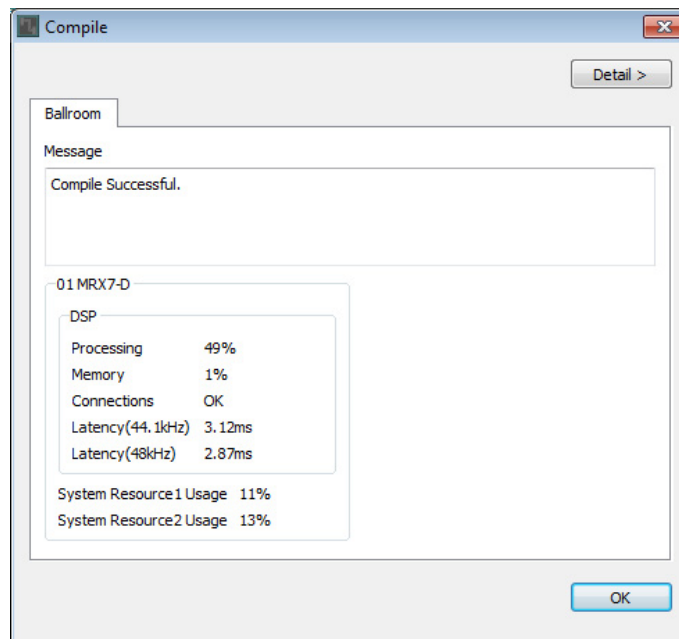 Compile
Detail >
Ballroom
Message
Compile Successful.
01 MRX7-D
DSP
Processing 49%
Memory 1%
Connections OK
Latency(44.1kHz) 3.12ms
Latency(48kHz) 2.87ms
System Resource1 Usage 11%
System Resource2 Usage 13%
OK